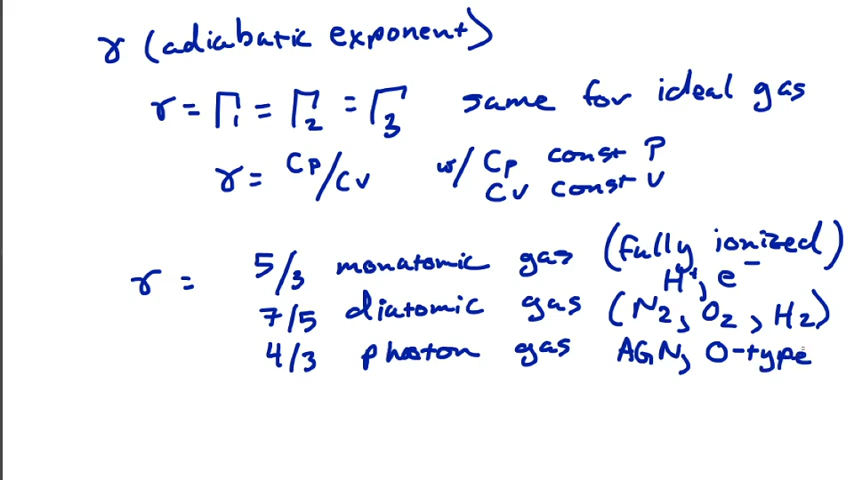 γ (adiabatic exponent)
γ = Γ₁ = Γ₂ = Γ₃ same for ideal gas
γ = Cp/Cv w/ Cp const P
Cv const V
γ = 5/3 monatomic gas (fully ionized)
H⁺, e⁻
7/5 diatomic gas (N₂, O₂, H₂)
4/3 photon gas AGN, O-type